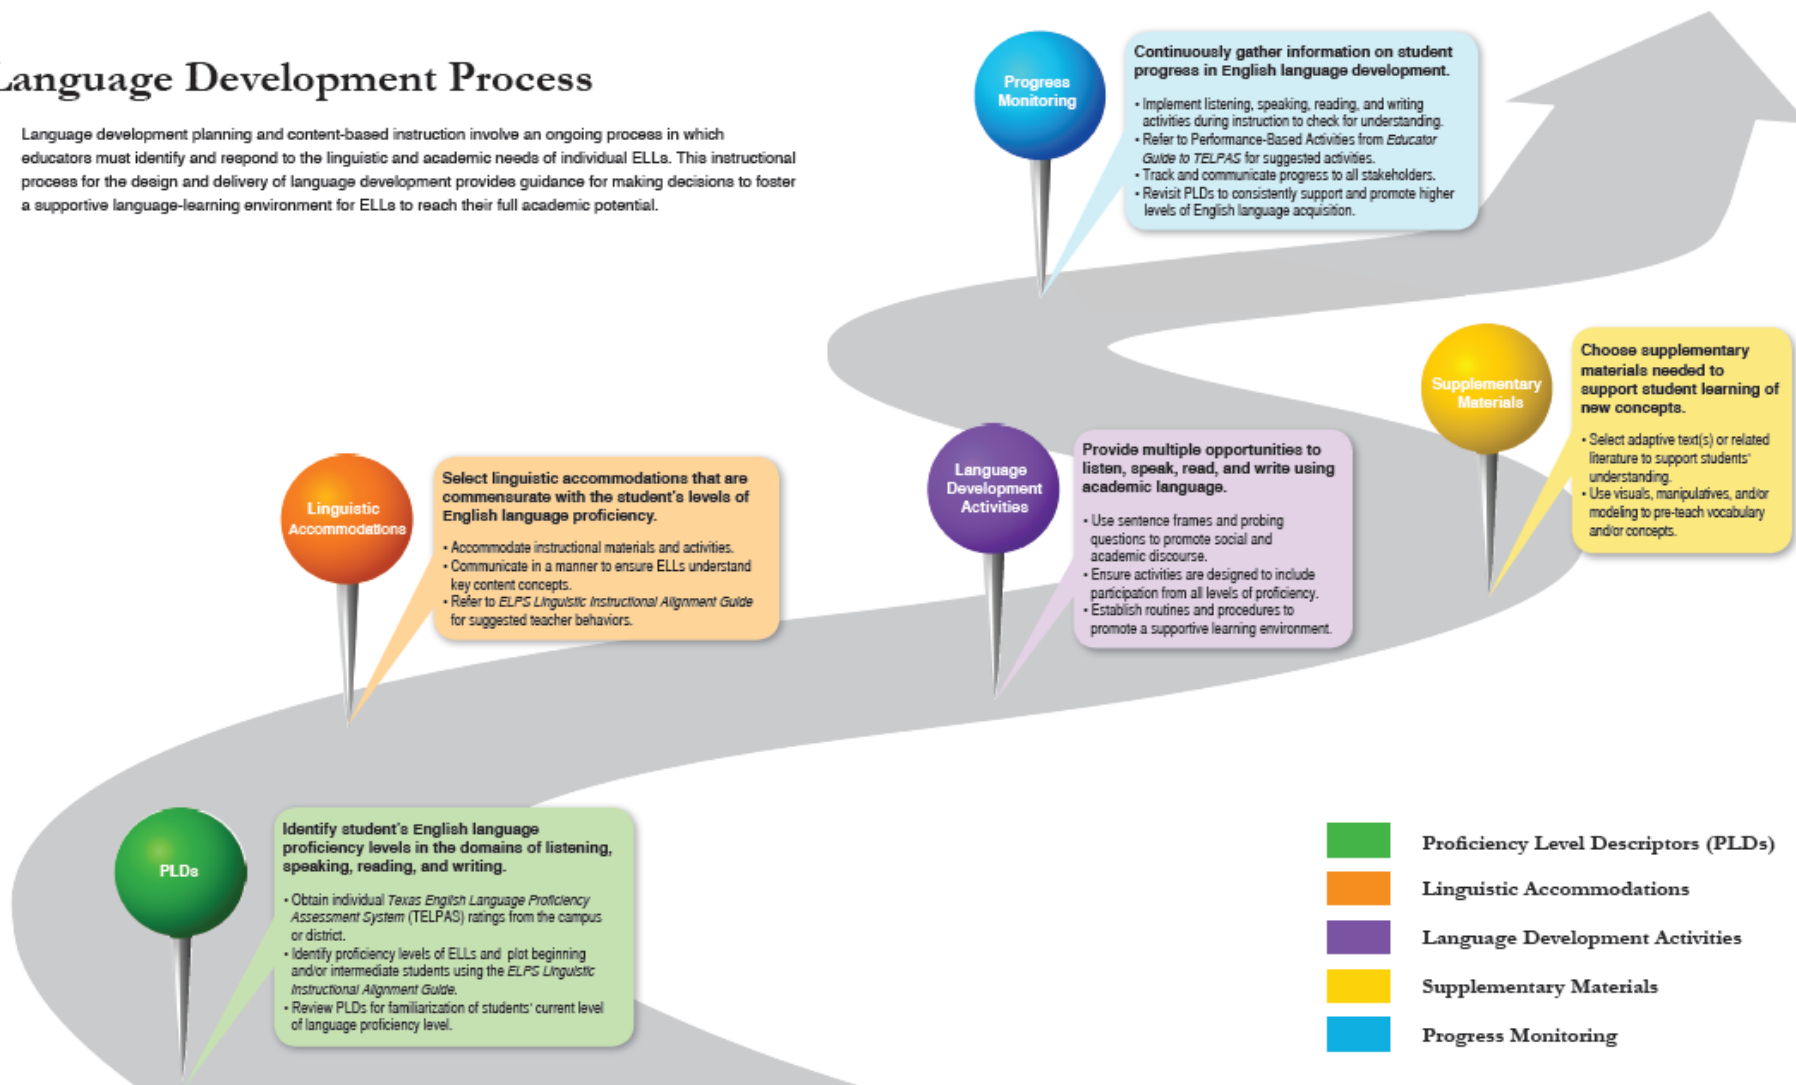 Language Development Process
Language development planning and content-based instruction involve an ongoing process in which
educators must identify and respond to the linguistic and academic needs of individual ELLs. This instructional
process for the design and delivery of language development provides guidance for making decisions to foster
a supportive language-learning environment for ELLs to reach their full academic potential.
Progress
Monitoring
Continuously gather information on student
progress in English language development.
• Implement listening, speaking, reading, and writing
activities during instruction to check for understanding.
• Refer to Performance-Based Activities from Educator
Guide to TELPAS for suggested activities.
• Track and communicate progress to all stakeholders.
• Revisit PLDs to consistently support and promote higher
levels of English language acquisition.
Supplementary
Materials
Choose supplementary
materials needed to
support student learning of
new concepts.
• Select adaptive text(s) or related
literature to support students'
understanding.
• Use visuals, manipulatives, and/or
modeling to pre-teach vocabulary
and/or concepts.
Language
Development
Activities
Provide multiple opportunities to
listen, speak, read, and write using
academic language.
• Use sentence frames and probing
questions to promote social and
academic discourse.
• Ensure activities are designed to include
participation from all levels of proficiency.
• Establish routines and procedures to
promote a supportive learning environment.
Linguistic
Accommodations
Select linguistic accommodations that are
commensurate with the student's levels of
English language proficiency.
• Accommodate instructional materials and activities.
• Communicate in a manner to ensure ELLs understand
key content concepts.
• Refer to ELPS Linguistic Instructional Alignment Guide
for suggested teacher behaviors.
PLDs
Identify student's English language
proficiency levels in the domains of listening,
speaking, reading, and writing.
• Obtain individual Texas English Language Proficiency
Assessment System (TELPAS) ratings from the campus
or district.
• Identify proficiency levels of ELLs and plot beginning
and/or intermediate students using the ELPS Linguistic
Instructional Alignment Guide.
• Review PLDs for familiarization of students' current level
of language proficiency level.
Proficiency Level Descriptors (PLDs)
Linguistic Accommodations
Language Development Activities
Supplementary Materials
Progress Monitoring